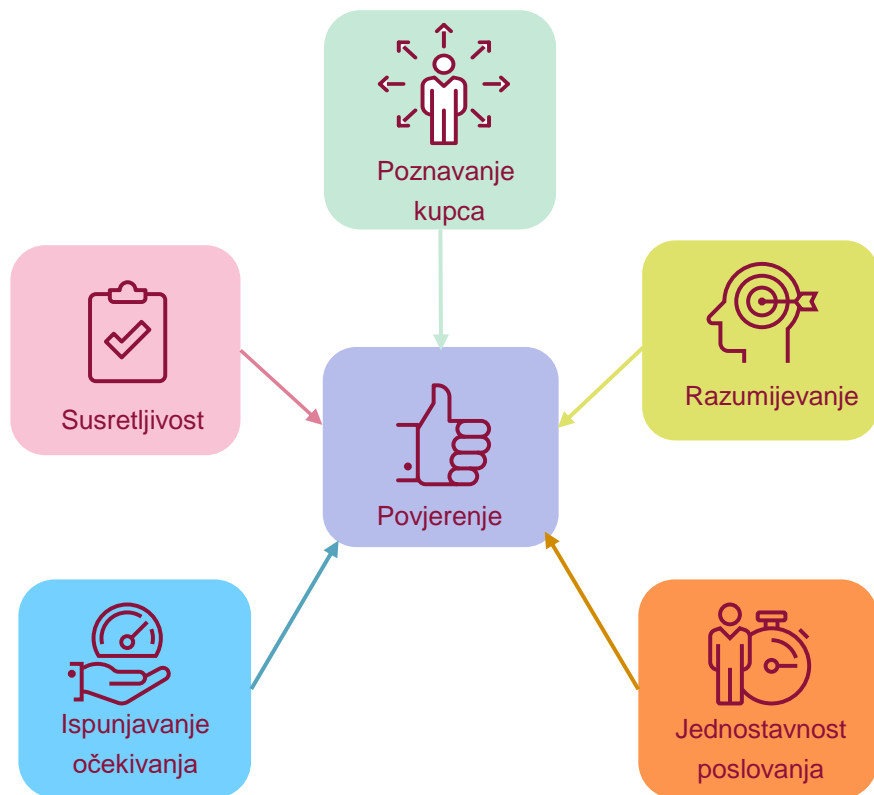 Poznavanje
kupca
Susretljivost
Razumijevanje
Povjerenje
Ispunjavanje
očekivanja
Jednostavnost
poslovanja